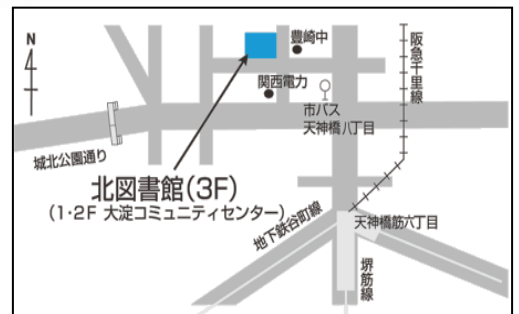 N
豊崎中
阪急千里線
関西電力
市バス
天神橋八丁目
城北公園通り
北図書館(3F)
(1・2F 大淀コミュニティセンター)
地下鉄谷町線
天神橋筋六丁目
堺筋線